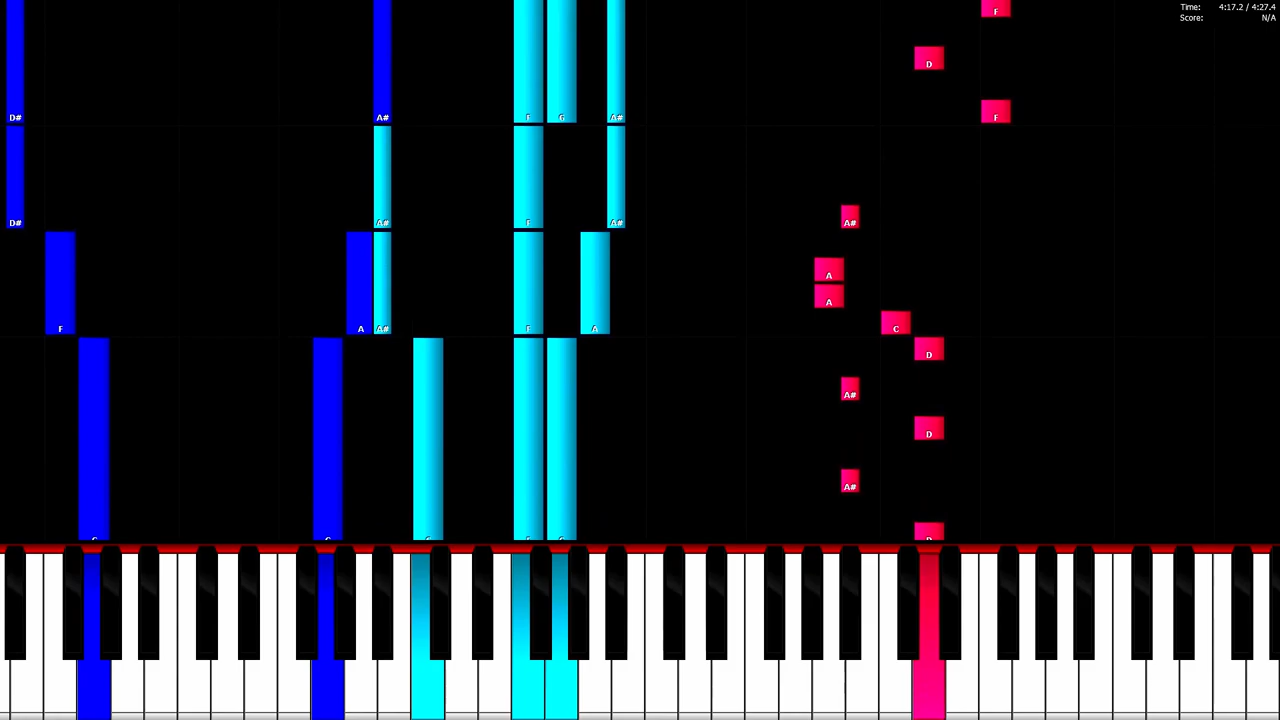 Time: 4:17.2 / 4:27.4
Score: N/A
F
D
F
D# A# F G A#
D# A# F A# A#
A
A
C
F A A# F A
D
A#
D
A#